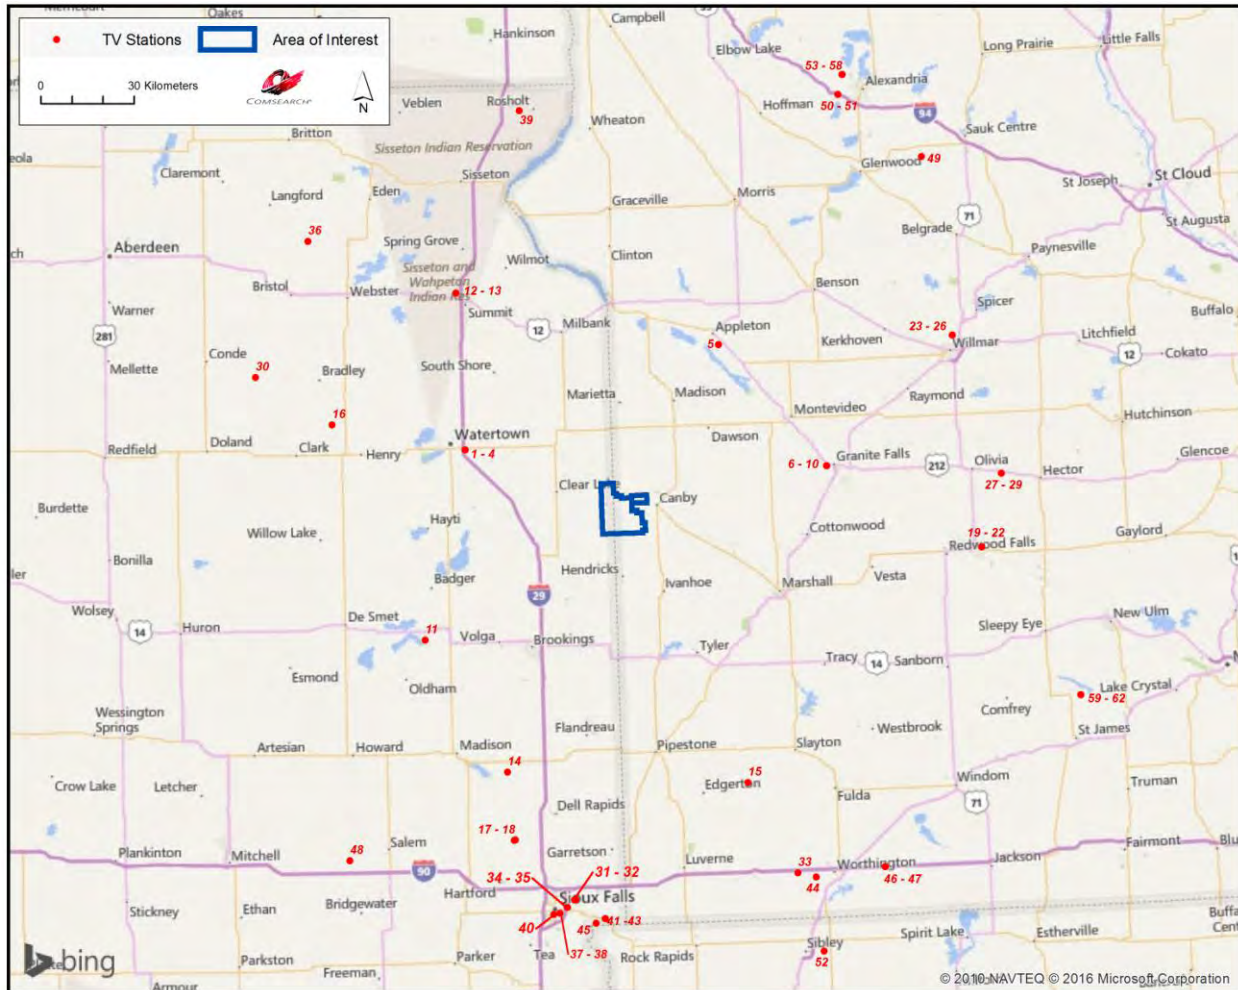 Oakes
Hankinson
Campbell
Elbow Lake
Long Prairie
Little Falls
TV Stations
Area of Interest
0 30 Kilometers
COMSEARCH
N
53 - 58
Alexandria
50 - 51
Hoffman
94
Veblen
Rosholt
39
Wheaton
Sauk Centre
Britton
Sisseton Indian Reservation
Glenwood
49
Claremont
Langford
Eden
Sisseton
Morris
St Joseph
St Cloud
Graceville
St Augusta
71
36
Spring Grove
Belgrade
Paynesville
Aberdeen
Clinton
Wilmot
Sisseton and
Wahpeton
Indian Res
Bristol
Webster
12 - 13
Benson
Spicer
Warner
Summit
12
Milbank
Appleton
23 - 26
Buffalo
281
5
Kerkhoven
Willmar
Litchfield
12
Cokato
Conde
Mellette
30
Bradley
South Shore
Marietta
Madison
Raymond
Montevideo
Hutchinson
16
Watertown
Dawson
Redfield
Doland
Clark
Henry
1 - 4
6 - 10
Granite Falls
212
Olivia
Hector
Glencoe
27 - 29
Clear Lake
Canby
Burdette
Hayti
Willow Lake
Cottonwood
19 - 22
Redwood Falls
Gaylord
Bonilla
Hendricks
Badger
Ivanhoe
Marshall
Vesta
29
Wolsey
14
Huron
De Smet
11
Volga
Brookings
Tyler
Sleepy Eye
New Ulm
Tracy
14
Sanborn
Esmond
Oldham
Lake Crystal
59 - 62
Comfrey
Wessington
Springs
Flandreau
Westbrook
St James
Artesian
Howard
Madison
Pipestone
Slayton
14
15
Crow Lake
Letcher
Edgerton
Fulda
Windom
71
Truman
Dell Rapids
17 - 18
Salem
48
Plankinton
Mitchell
90
Garretson
Luverne
33
Worthington
Jackson
Fairmont
34 - 35
31 - 32
44
46 - 47
Hartford
Sioux Falls
Stickney
Ethan
Bridgewater
40
45
41 -43
Spirit Lake
Estherville
Parkston
Freeman
Parker
Tea
37 - 38
Rock Rapids
Sibley
52
bing
Armour
© 2010 NAVTEQ © 2016 Microsoft Corporation